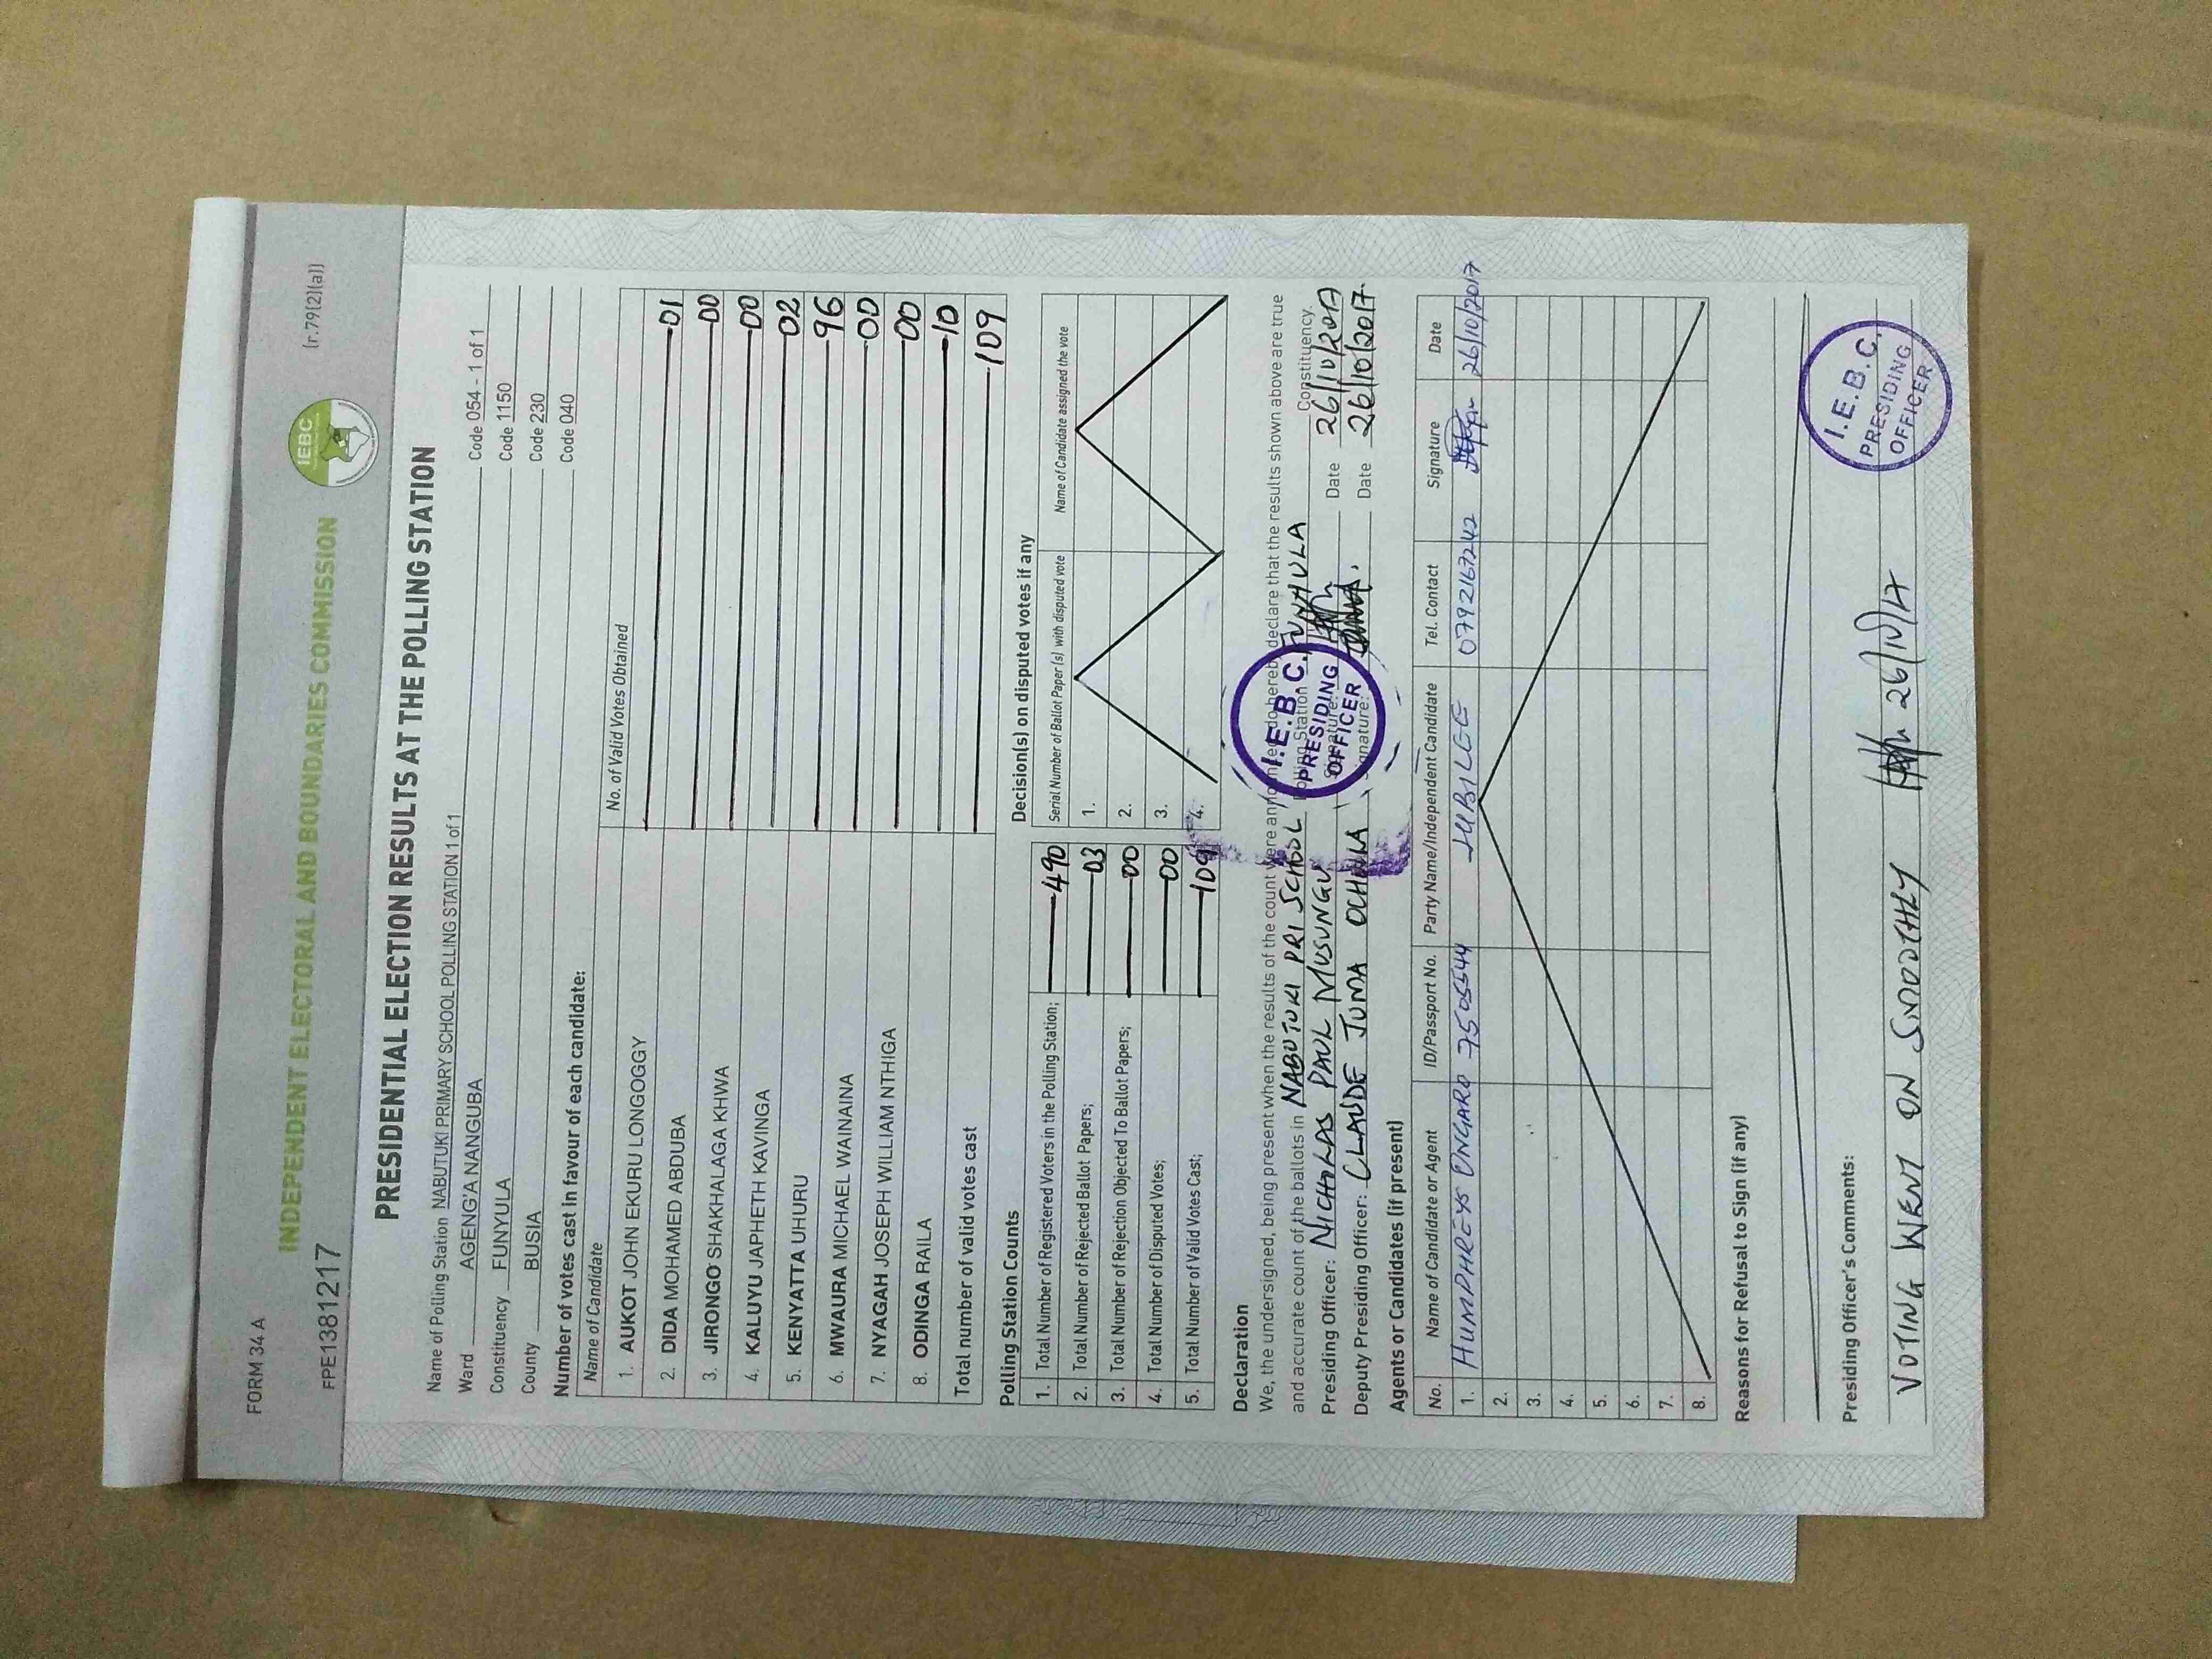 FORM 34 A
(r.79(2)(a))
INDEPENDENT ELECTORAL AND BOUNDARIES COMMISSION
IEBC
FPE1381217
PRESIDENTIAL ELECTION RESULTS AT THE POLLING STATION
Name of Polling Station NABUTUKI PRIMARY SCHOOL POLLING STATION 1 of 1 Code 054 - 1 of 1
Ward AGENG'A NANGUBA Code 1150
Constituency FUNYULA Code 230
County BUSIA Code 040
Number of votes cast in favour of each candidate:
Name of Candidate No. of Valid Votes Obtained
1. AUKOT JOHN EKURU LONGOGGY 01
2. DIDA MOHAMED ABDUBA 00
3. JIRONGO SHAKHALAGA KHWA 00
4. KALUYU JAPHETH KAVINGA 02
5. KENYATTA UHURU 96
6. MWAURA MICHAEL WAINAINA 00
7. NYAGAH JOSEPH WILLIAM NTHIGA 00
8. ODINGA RAILA 10
Total number of valid votes cast 109
Polling Station Counts
1. Total Number of Registered Voters in the Polling Station; 490
2. Total Number of Rejected Ballot Papers; 03
3. Total Number of Rejection Objected To Ballot Papers; 00
4. Total Number of Disputed Votes; 00
5. Total Number of Valid Votes Cast; 109
Decision(s) on disputed votes if any
Serial Number of Ballot Paper(s) with disputed vote Name of Candidate assigned the vote
1.
2.
3.
4.
Declaration
We, the undersigned, being present when the results of the count were announced do hereby declare that the results shown above are true
and accurate count of the ballots in NABUTUKI PRI SCHOOL Polling Station FUNYULA Constituency.
Presiding Officer: NICHOLAS PAUL MUSUNGU Signature: Date 26/10/2017
Deputy Presiding Officer: CLAUDE JUMA OCHULA Signature: Date 26/10/2017
I.E.B.C.
PRESIDING
OFFICER
Agents or Candidates (if present)
No. Name of Candidate or Agent ID/Passport No. Party Name/Independent Candidate Tel. Contact Signature Date
1. HUMPHREYS ONGARO 7505544 JUBILEE 0792167242 26/10/2017
2.
3.
4.
5.
6.
7.
8.
Reasons for Refusal to Sign (if any)
Presiding Officer's Comments:
VOTING WENT ON SMOOTHLY 26/10/17
I.E.B.C.
PRESIDING
OFFICER